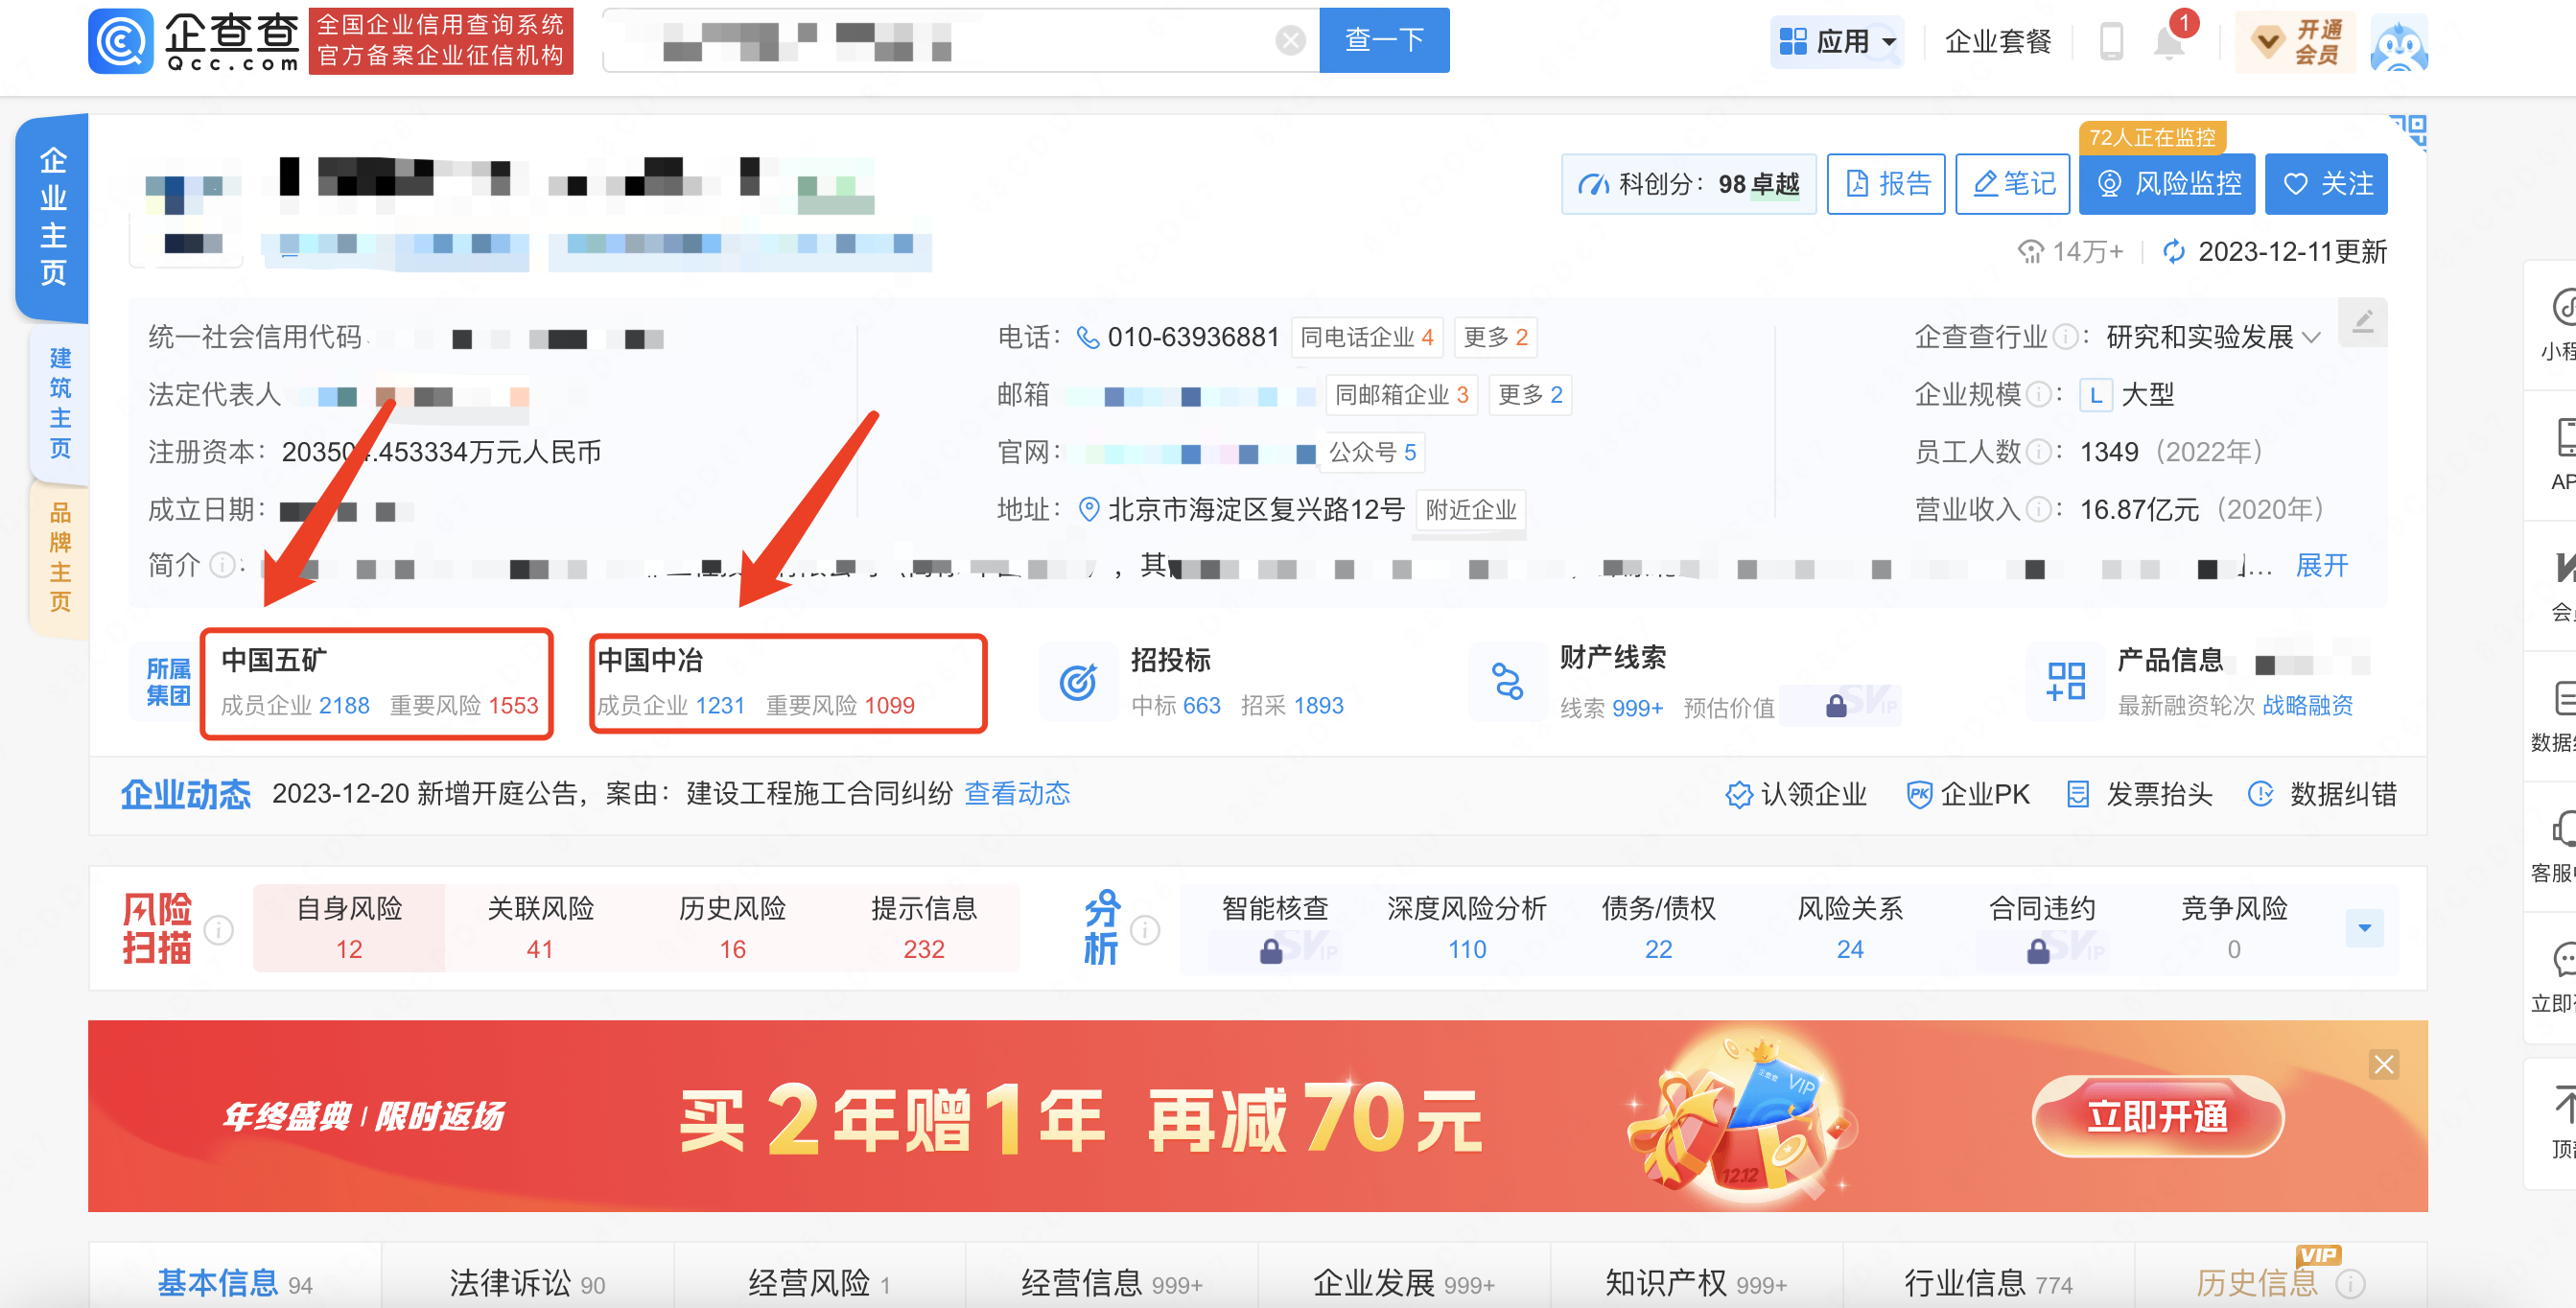 企查查
Qcc.com
全国企业信用查询系统
官方备案企业征信机构
查一下
应用
企业套餐
1
开通
会员
企业主页
建筑主页
品牌主页
科创分：98 卓越
报告
笔记
72人正在监控
风险监控
关注
14万+
2023-12-11更新
统一社会信用代码
电话：010-63936881 同电话企业 4 更多 2
企查查行业：研究和实验发展
法定代表人
邮箱 同邮箱企业 3 更多 2
企业规模：L 大型
注册资本：203504.453334万元人民币
官网： 公众号 5
员工人数：1349（2022年）
成立日期：
地址：北京市海淀区复兴路12号 附近企业
营业收入：16.87亿元（2020年）
简介： ，其 ... 展开
所属
集团
中国五矿
成员企业 2188 重要风险 1553
中国中冶
成员企业 1231 重要风险 1099
招投标
中标 663 招采 1893
财产线索
线索 999+ 预估价值 SVIP
产品信息
最新融资轮次 战略融资
企业动态 2023-12-20 新增开庭公告，案由：建设工程施工合同纠纷 查看动态
认领企业 PK 企业PK 发票抬头 数据纠错
风险
扫描
自身风险 关联风险 历史风险 提示信息
12 41 16 232
分析
智能核查 深度风险分析 债务/债权 风险关系 合同违约 竞争风险
SVIP 110 22 24 SVIP 0
年终盛典 | 限时返场
买2年赠1年 再减70元
VIP
12.12
立即开通
基本信息 94
法律诉讼 90
经营风险 1
经营信息 999+
企业发展 999+
知识产权 999+
行业信息 774
VIP
历史信息
小程
AP
会
数据
客服
立即
顶